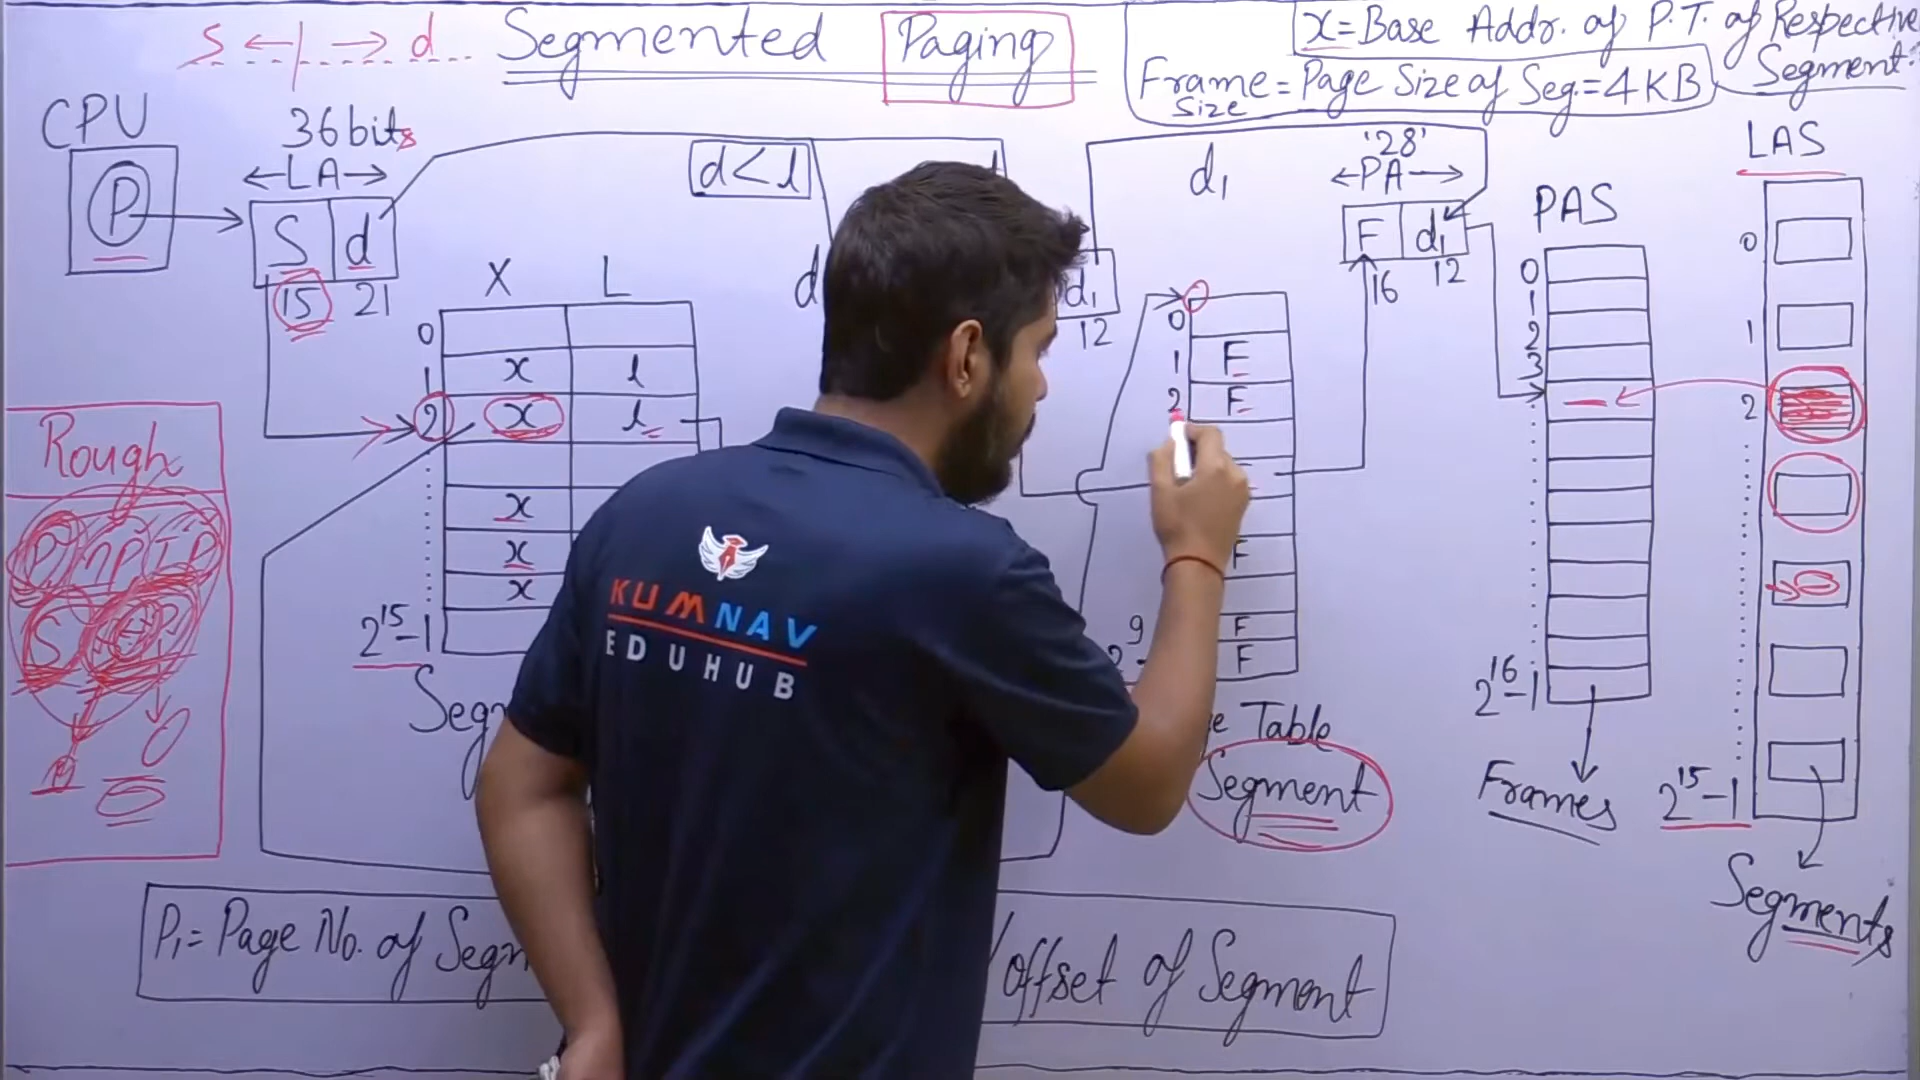 S ← | → d
Segmented Paging
x=Base Addr. of P.T. of Respective Segment.
Frame Size = Page Size of Seg.=4KB
CPU
P
36 bits
←LA→
S d
15 21
d<l
d
d1
12
d1
'28'
←PA→
F d1
16 12
PAS
LAS
X L
0
1 x l
2 x l
x
x
x
2^15-1
0
1 F
2 F
F
9
F
F
e Table
Segment
0
1
2
3
2^16-1
Frames
0
1
2
2^15-1
Segments
Rough
S
KUMNAV
EDUHUB
P1=Page No. of Segm
/offset of Segment